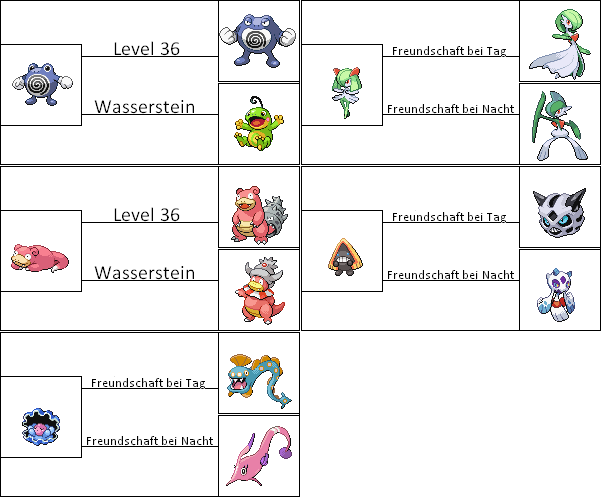 Level 36
Wasserstein
Freundschaft bei Tag
Freundschaft bei Nacht
Level 36
Wasserstein
Freundschaft bei Tag
Freundschaft bei Nacht
Freundschaft bei Tag
Freundschaft bei Nacht